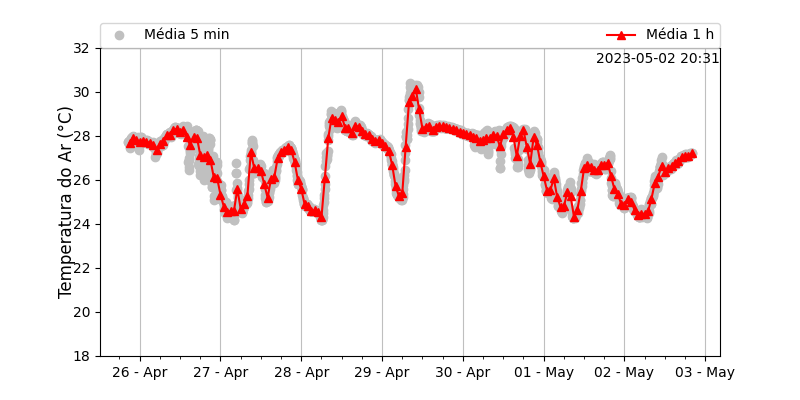 Média 5 min
Média 1 h
2023-05-02 20:31
Temperatura do Ar (°C)
32
30
28
26
24
22
20
18
26 - Apr
27 - Apr
28 - Apr
29 - Apr
30 - Apr
01 - May
02 - May
03 - May